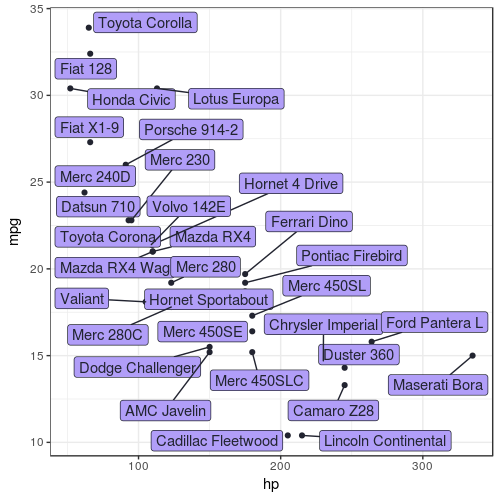 35
Toyota Corolla
Fiat 128
30
Honda Civic
Lotus Europa
Fiat X1-9
Porsche 914-2
Merc 230
25
Merc 240D
Hornet 4 Drive
Datsun 710
Volvo 142E
Ferrari Dino
Toyota Corona
Mazda RX4
mpg
Pontiac Firebird
20
Mazda RX4 Wag
Merc 280
Merc 450SL
Valiant
Hornet Sportabout
Merc 280C
Merc 450SE
Chrysler Imperial
Ford Pantera L
15
Duster 360
Dodge Challenger
Merc 450SLC
Maserati Bora
AMC Javelin
Camaro Z28
10
Cadillac Fleetwood
Lincoln Continental
100
200
300
hp